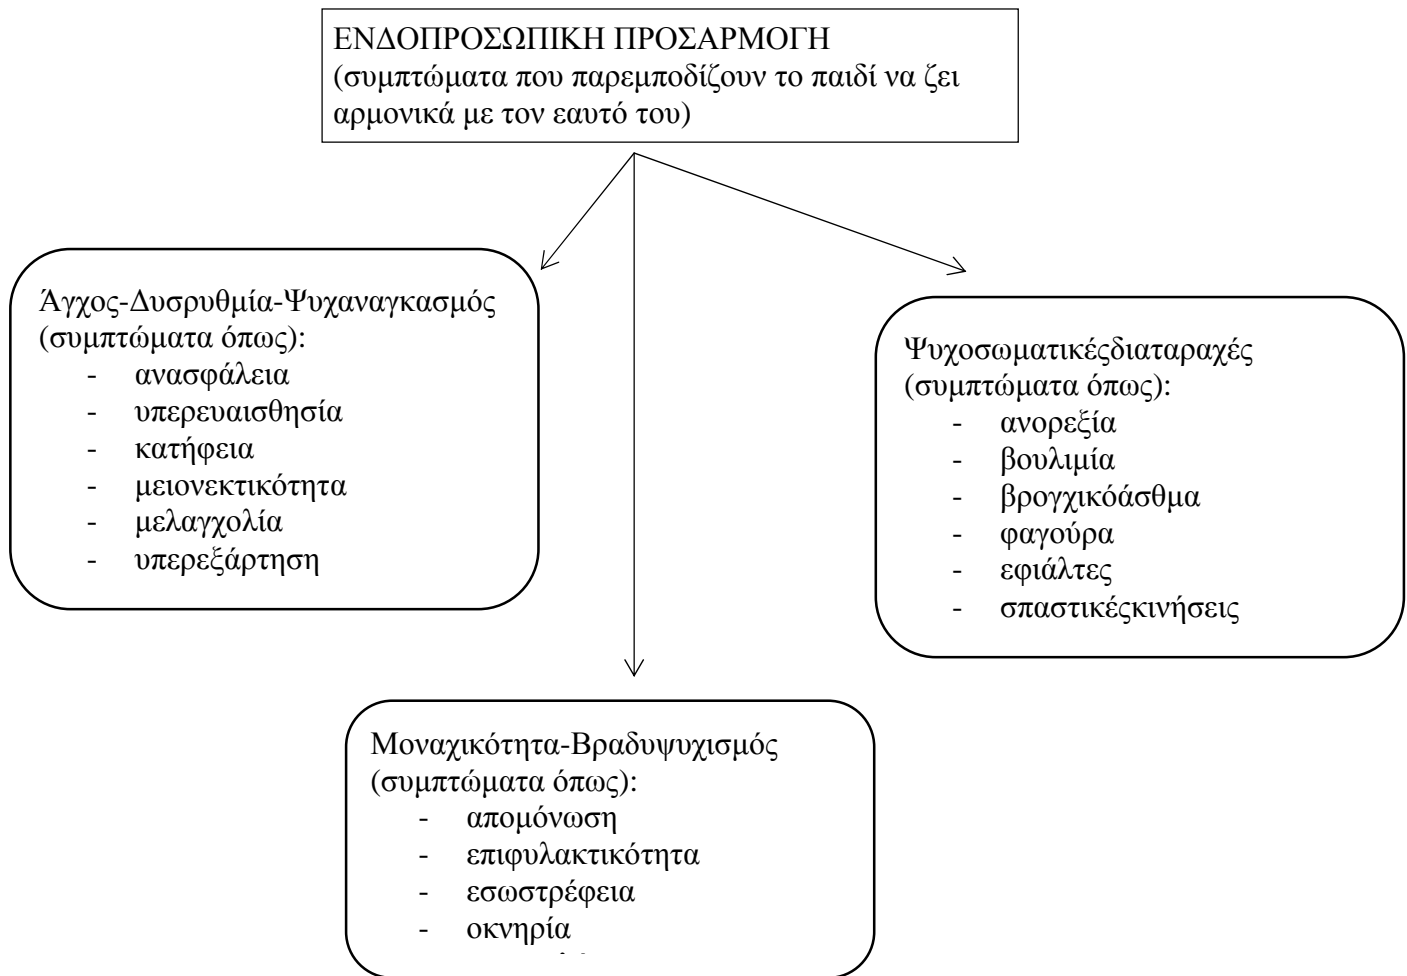 ΕΝΔΟΠΡΟΣΩΠΙΚΗ ΠΡΟΣΑΡΜΟΓΗ
(συμπτώματα που παρεμποδίζουν το παιδί να ζει
αρμονικά με τον εαυτό του)
Άγχος-Δυσρυθμία-Ψυχαναγκασμός
(συμπτώματα όπως):
- ανασφάλεια
- υπερευαισθησία
- κατήφεια
- μειονεκτικότητα
- μελαγχολία
- υπερεξάρτηση
Ψυχοσωματικέςδιαταραχές
(συμπτώματα όπως):
- ανορεξία
- βουλιμία
- βρογχικόάσθμα
- φαγούρα
- εφιάλτες
- σπαστικέςκινήσεις
Μοναχικότητα-Βραδυψυχισμός
(συμπτώματα όπως):
- απομόνωση
- επιφυλακτικότητα
- εσωστρέφεια
- οκνηρία